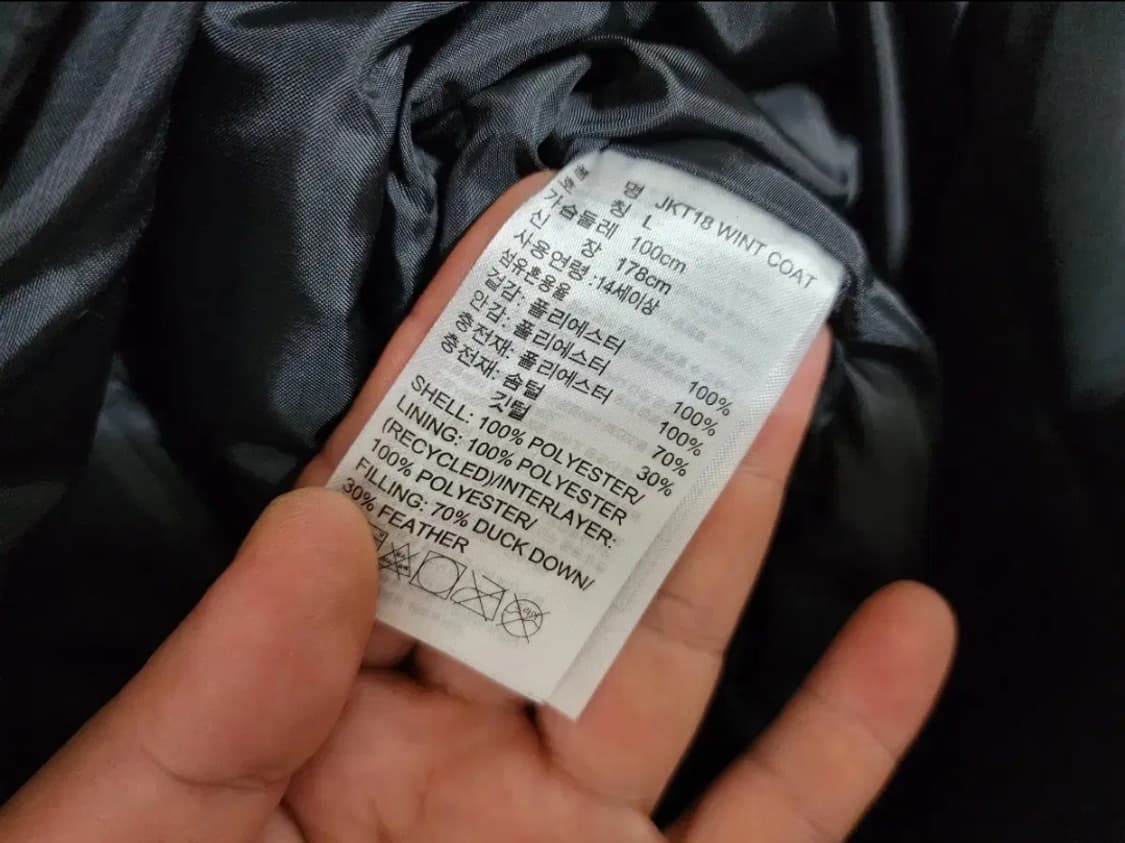 품 명 JKT18 WINT COAT
호 칭 L
가슴둘레 100cm
신 장 178cm
사용연령 :14세이상
섬유혼용율
겉감: 폴리에스터 100%
안감: 폴리에스터 100%
충전재: 폴리에스터 100%
충전재: 솜털 70%
깃털 30%
SHELL: 100% POLYESTER/
LINING: 100% POLYESTER
(RECYCLED)/INTERLAYER:
100% POLYESTER/
FILLING: 70% DUCK DOWN/
30% FEATHER